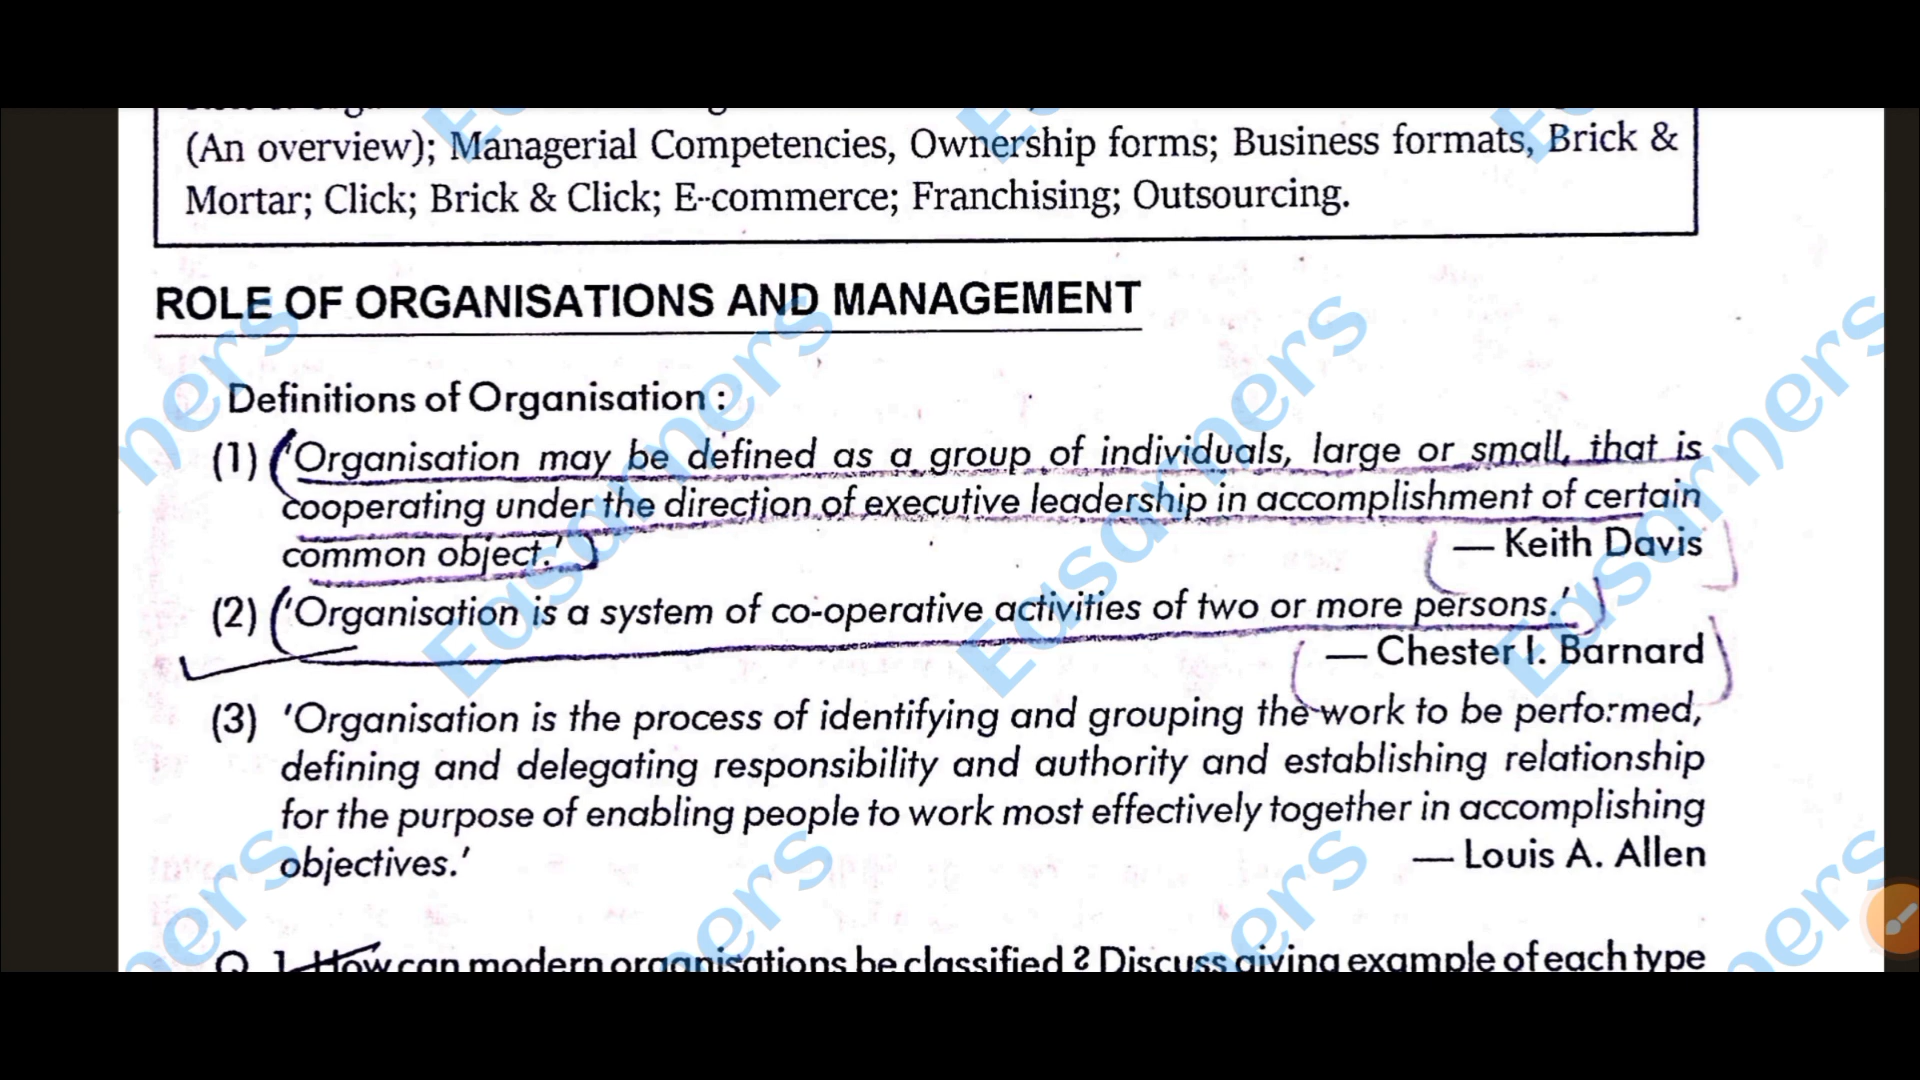 (An overview); Managerial Competencies, Ownership forms; Business formats, Brick &
Mortar; Click; Brick & Click; E-commerce; Franchising; Outsourcing.
ROLE OF ORGANISATIONS AND MANAGEMENT
Definitions of Organisation :
(1) 'Organisation may be defined as a group of individuals, large or small, that is
cooperating under the direction of executive leadership in accomplishment of certain
common object.' — Keith Davis
(2) 'Organisation is a system of co-operative activities of two or more persons.'
— Chester I. Barnard
(3) 'Organisation is the process of identifying and grouping the work to be performed,
defining and delegating responsibility and authority and establishing relationship
for the purpose of enabling people to work most effectively together in accomplishing
objectives.' — Louis A. Allen
Q. 1. How can modern organisations be classified ? Discuss giving example of each type
Easarners
Easarners